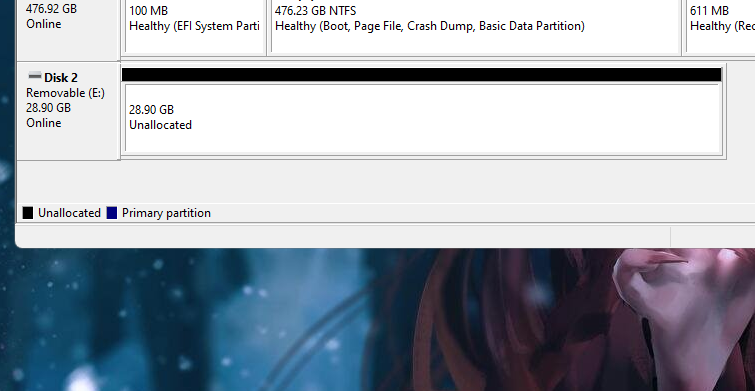 476.92 GB
Online
100 MB
Healthy (EFI System Parti
476.23 GB NTFS
Healthy (Boot, Page File, Crash Dump, Basic Data Partition)
611 MB
Healthy (Rec
Disk 2
Removable (E:)
28.90 GB
Online
28.90 GB
Unallocated
Unallocated
Primary partition